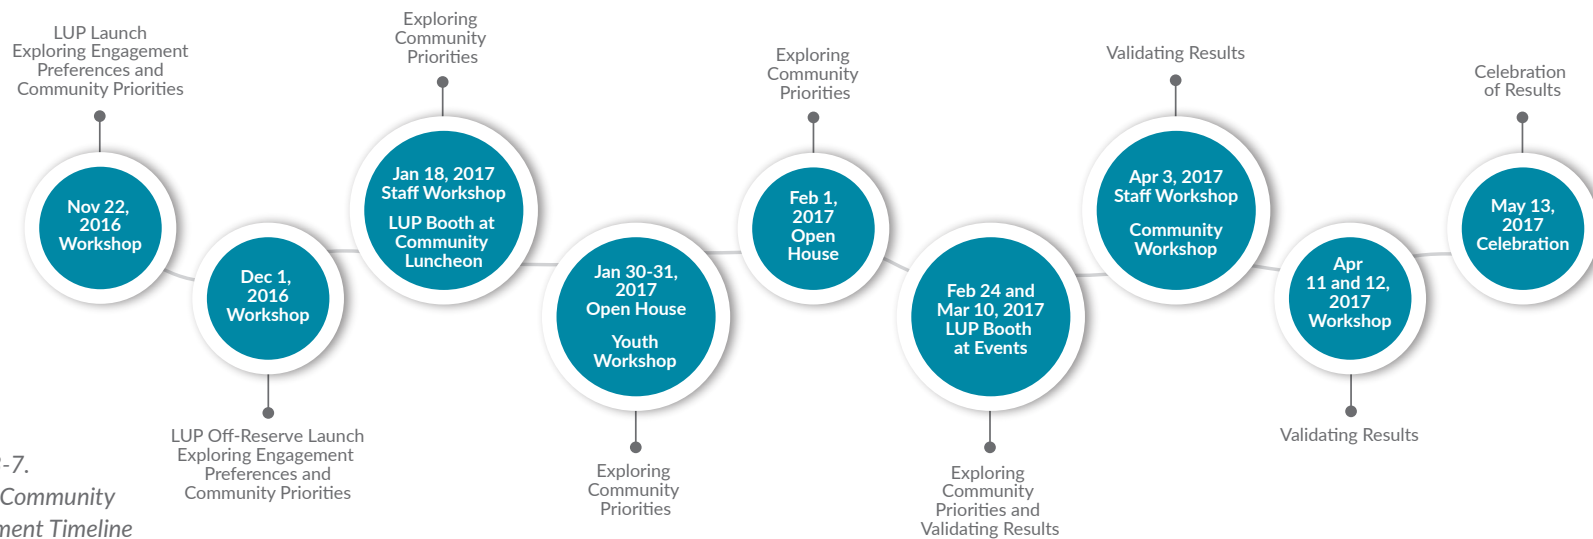 LUP Launch
Exploring Engagement
Preferences and
Community Priorities
Nov 22,
2016
Workshop
Dec 1,
2016
Workshop
LUP Off-Reserve Launch
Exploring Engagement
Preferences and
Community Priorities
Exploring
Community
Priorities
Jan 18, 2017
Staff Workshop
LUP Booth at
Community
Luncheon
Jan 30-31,
2017
Open House
Youth
Workshop
Exploring
Community
Priorities
Exploring
Community
Priorities
Feb 1,
2017
Open
House
Feb 24 and
Mar 10, 2017
LUP Booth
at Events
Exploring
Community
Priorities and
Validating Results
Validating Results
Apr 3, 2017
Staff Workshop
Community
Workshop
Apr
11 and 12,
2017
Workshop
Validating Results
Celebration
of Results
May 13,
2017
Celebration
-7.
Community
ment Timeline